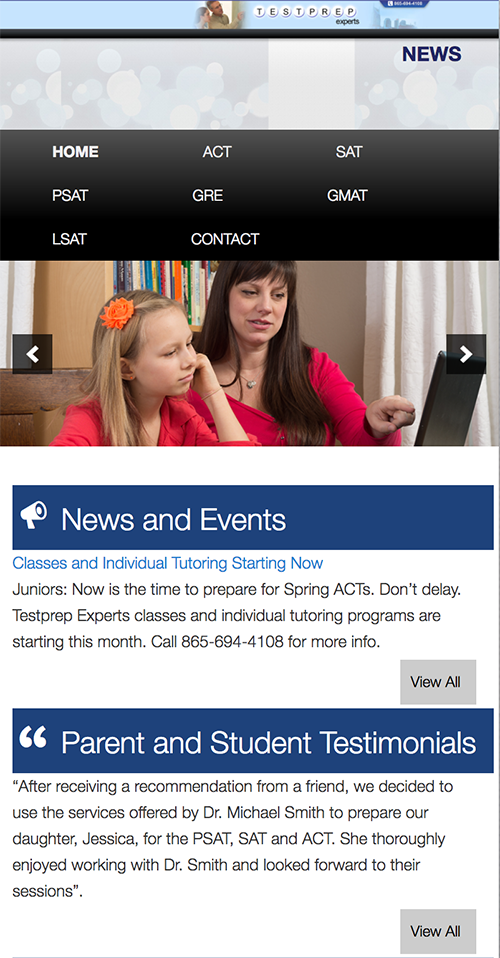 TESTPREP
experts
865-694-4108
NEWS
HOME ACT SAT
PSAT GRE GMAT
LSAT CONTACT
News and Events
Classes and Individual Tutoring Starting Now
Juniors: Now is the time to prepare for Spring ACTs. Don’t delay.
Testprep Experts classes and individual tutoring programs are
starting this month. Call 865-694-4108 for more info.
View All
Parent and Student Testimonials
“After receiving a recommendation from a friend, we decided to
use the services offered by Dr. Michael Smith to prepare our
daughter, Jessica, for the PSAT, SAT and ACT. She thoroughly
enjoyed working with Dr. Smith and looked forward to their
sessions”.
View All